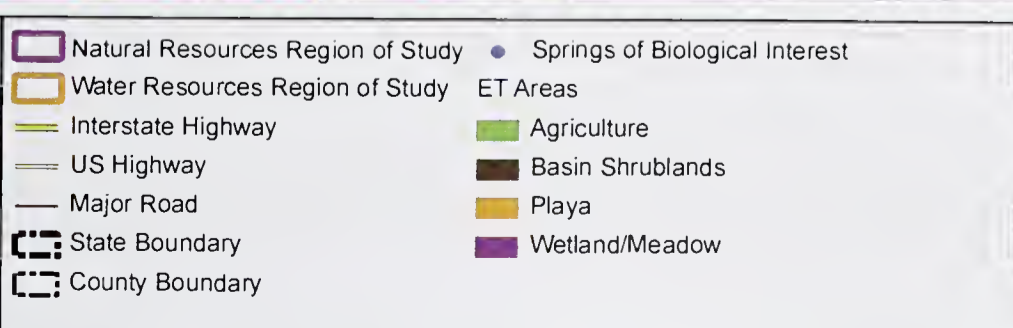 Natural Resources Region of Study
Water Resources Region of Study
Interstate Highway
US Highway
Major Road
State Boundary
County Boundary
Springs of Biological Interest
ET Areas
Agriculture
Basin Shrublands
Playa
Wetland/Meadow